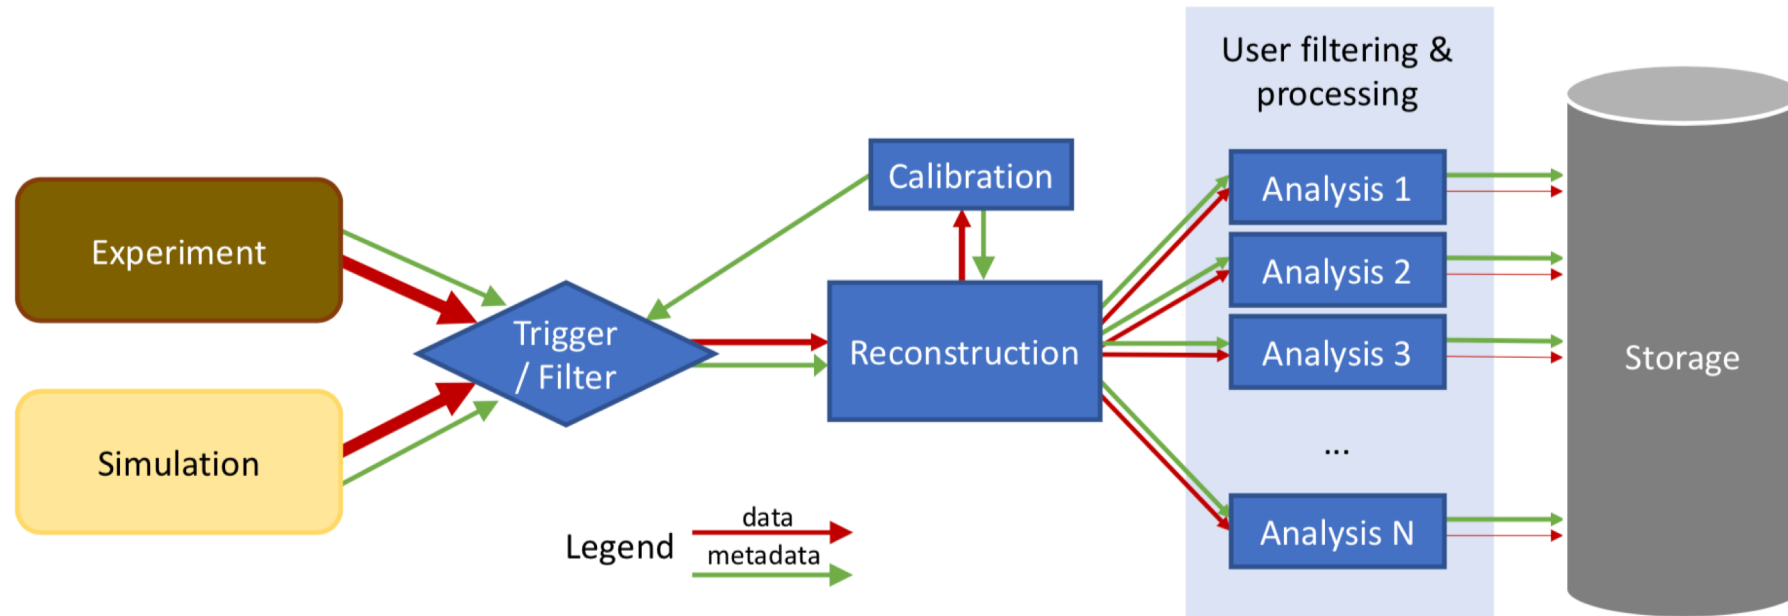 User filtering &
processing
Experiment
Simulation
Trigger
/ Filter
Calibration
Reconstruction
Analysis 1
Analysis 2
Analysis 3
...
Analysis N
Storage
Legend
data
metadata